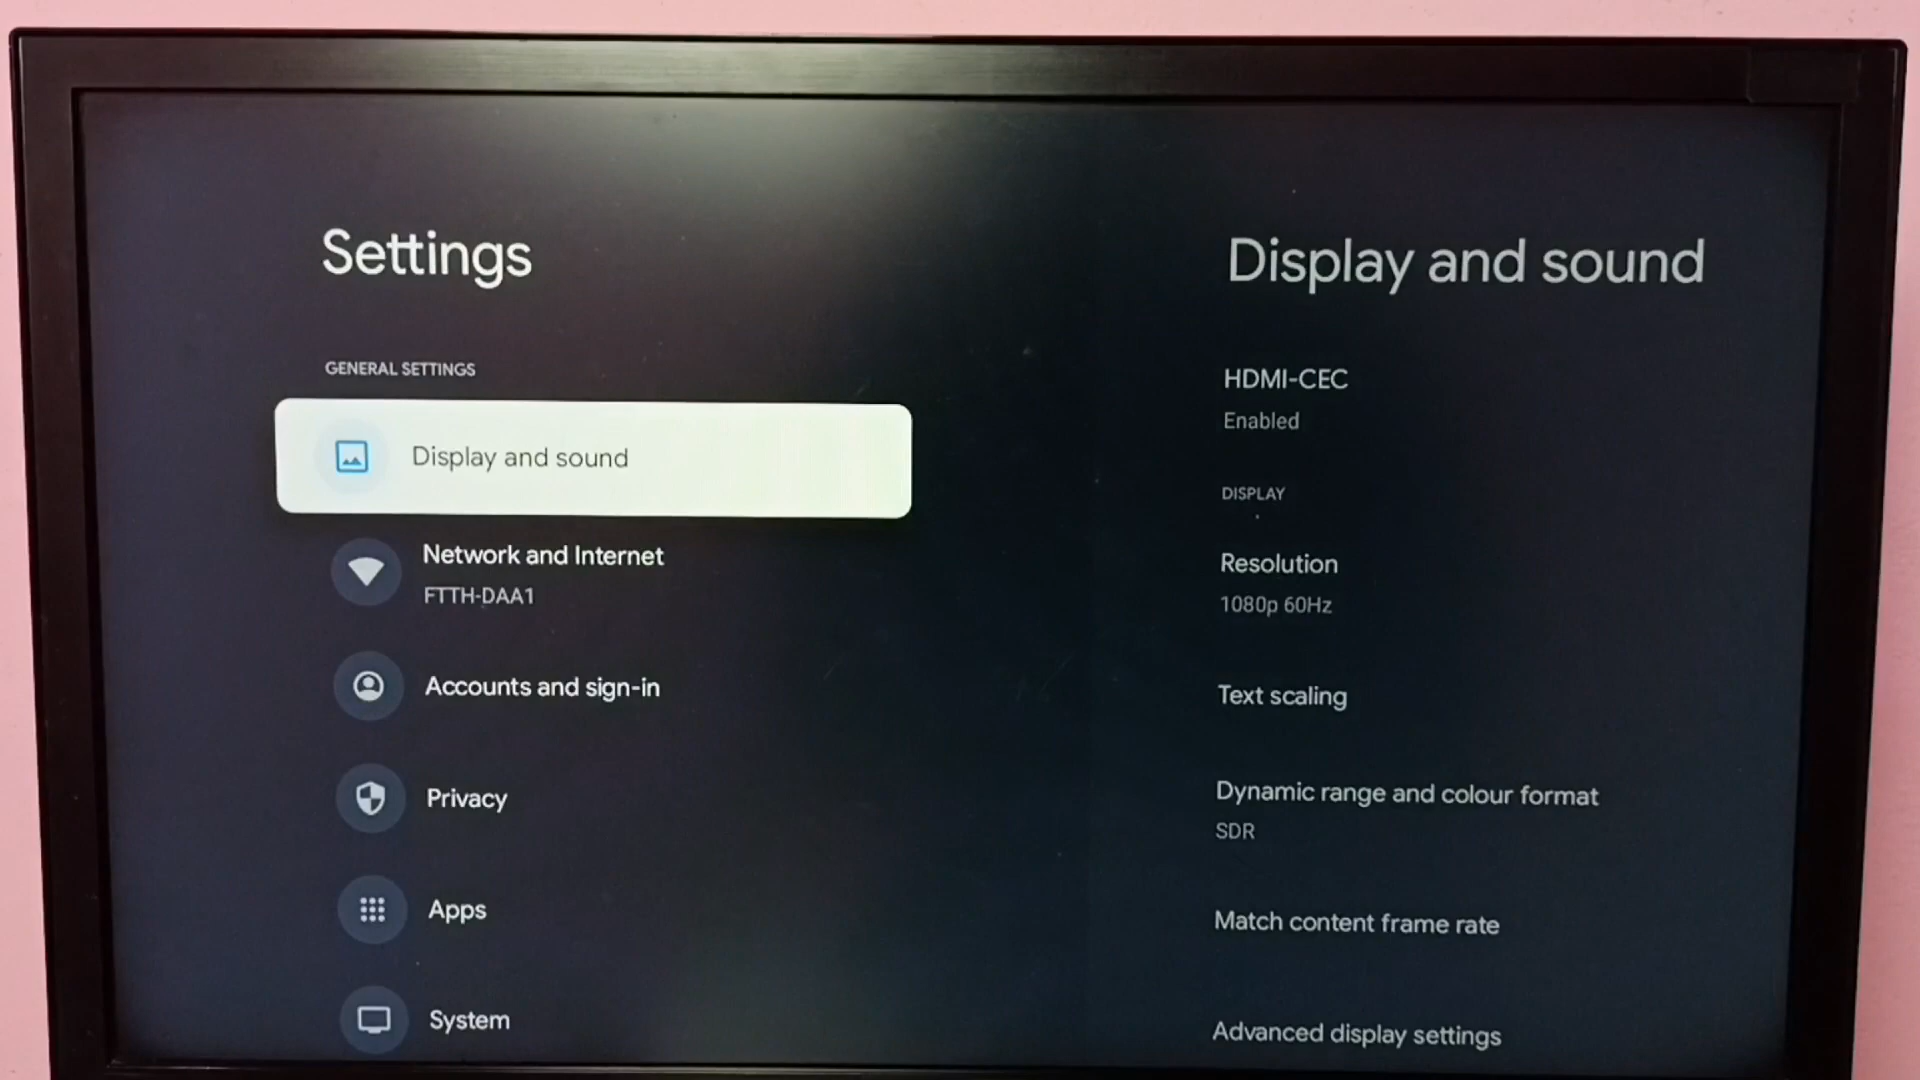 Settings
GENERAL SETTINGS
Display and sound
Network and Internet
FTTH-DAA1
Accounts and sign-in
Privacy
Apps
System
Display and sound
HDMI-CEC
Enabled
DISPLAY
Resolution
1080p 60Hz
Text scaling
Dynamic range and colour format
SDR
Match content frame rate
Advanced display settings